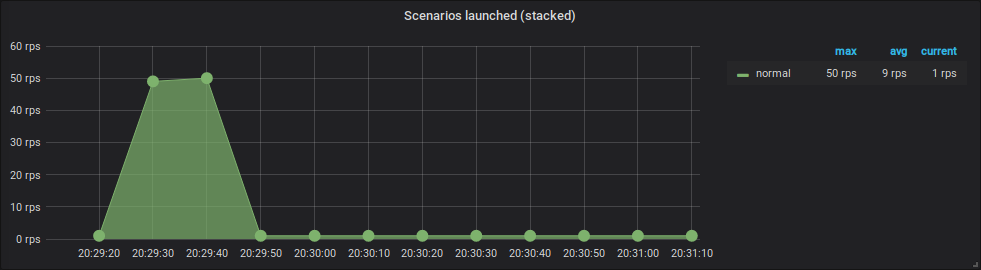 Scenarios launched (stacked)
60 rps
50 rps
40 rps
30 rps
20 rps
10 rps
0 rps
20:29:20 20:29:30 20:29:40 20:29:50 20:30:00 20:30:10 20:30:20 20:30:30 20:30:40 20:30:50 20:31:00 20:31:10
max avg current
normal 50 rps 9 rps 1 rps